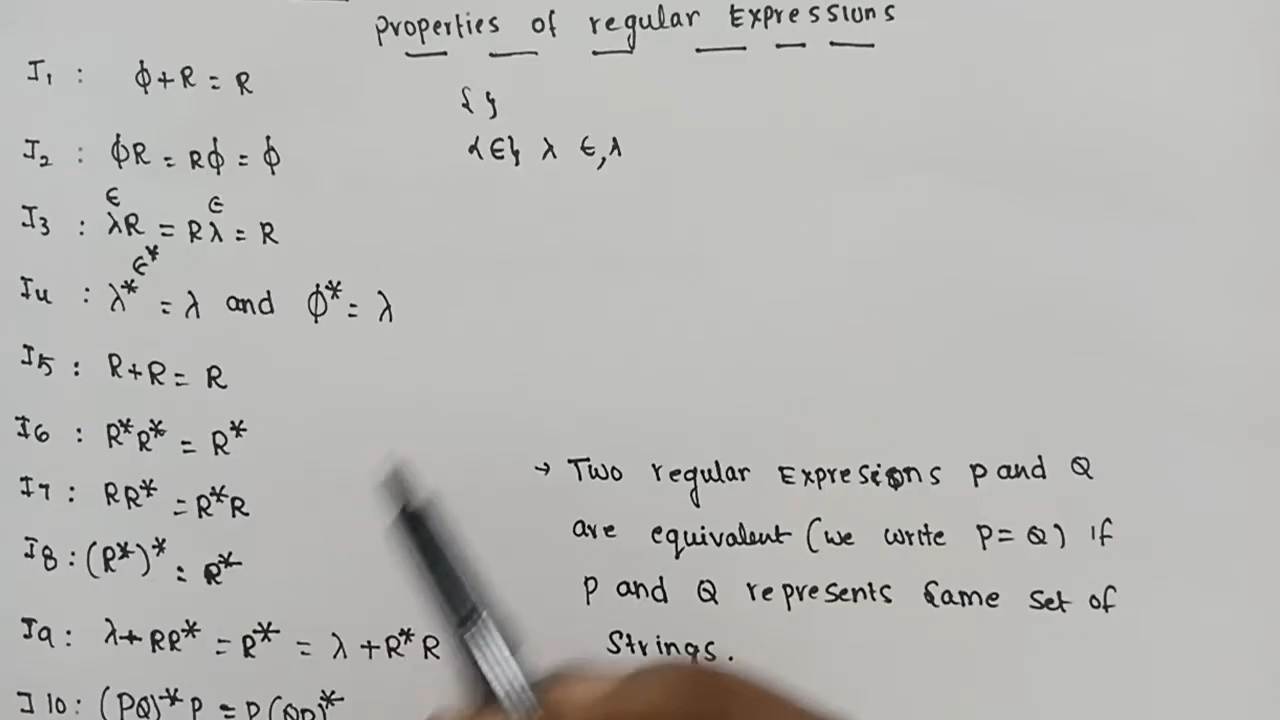 Properties of regular Expressions
I1 : ϕ+R = R
{ }
I2 : ϕR = Rϕ = ϕ
{∈} λ ∈,λ
∈ ∈
I3 : λR = Rλ = R
∈*
I4 : λ* = λ and ϕ* = λ
I5 : R+R = R
I6 : R*R* = R*
I7 : RR* = R*R
I8 : (R*)* = R*
I9 : λ+RR* = R* = λ+R*R
I10 : (PQ)*P = P(QP)*
→ Two regular Expresions P and Q
are equivalent (we write P = Q) if
P and Q represents Same set of
Strings.